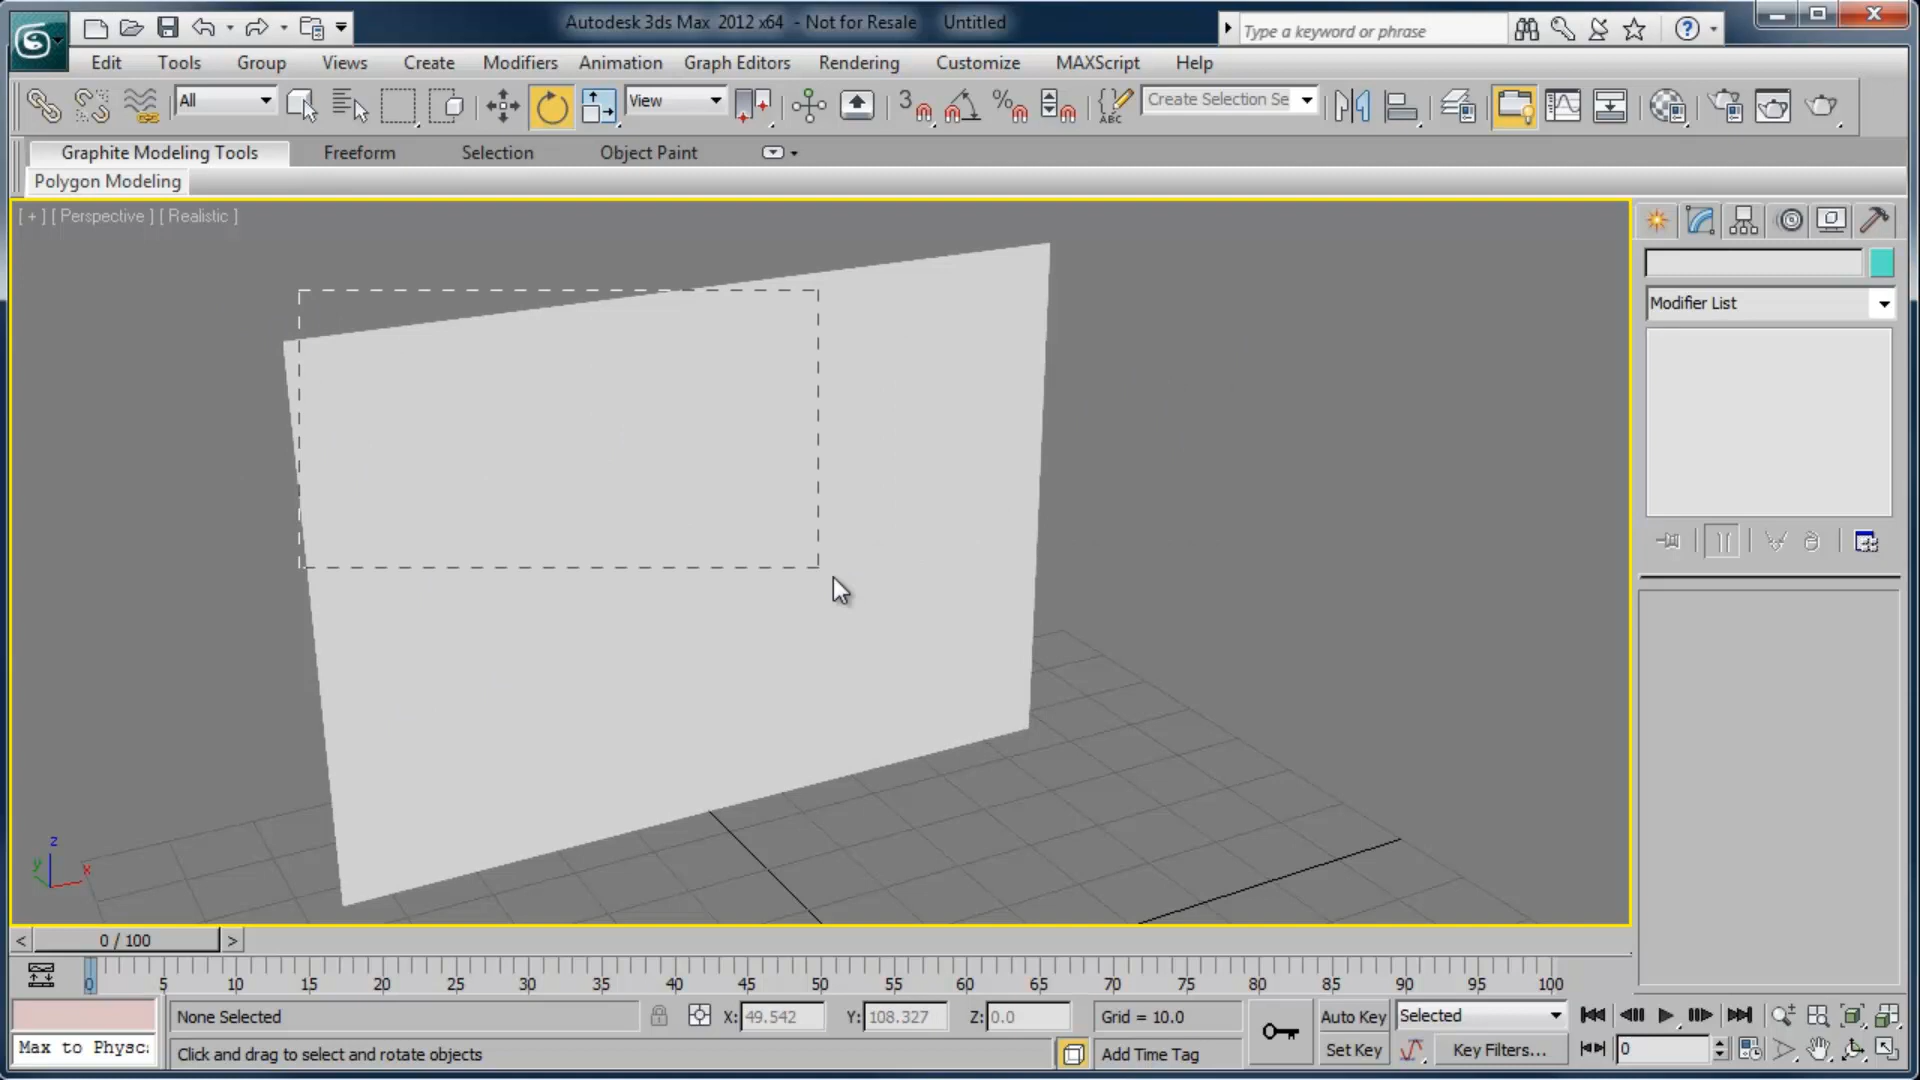 Autodesk 3ds Max 2012 x64 - Not for Resale Untitled
Type a keyword or phrase
Edit Tools Group Views Create Modifiers Animation Graph Editors Rendering Customize MAXScript Help
All View 3 % ABC Create Selection Se
Graphite Modeling Tools Freeform Selection Object Paint
Polygon Modeling
[ + ] [ Perspective ] [ Realistic ]
Modifier List
z
y x
< 0 / 100 >
0 5 10 15 20 25 30 35 40 45 50 55 60 65 70 75 80 85 90 95 100
None Selected X: 49.542 Y: 108.327 Z: 0.0 Grid = 10.0 Auto Key Selected
Max to Physc: Click and drag to select and rotate objects Add Time Tag Set Key Key Filters... 0